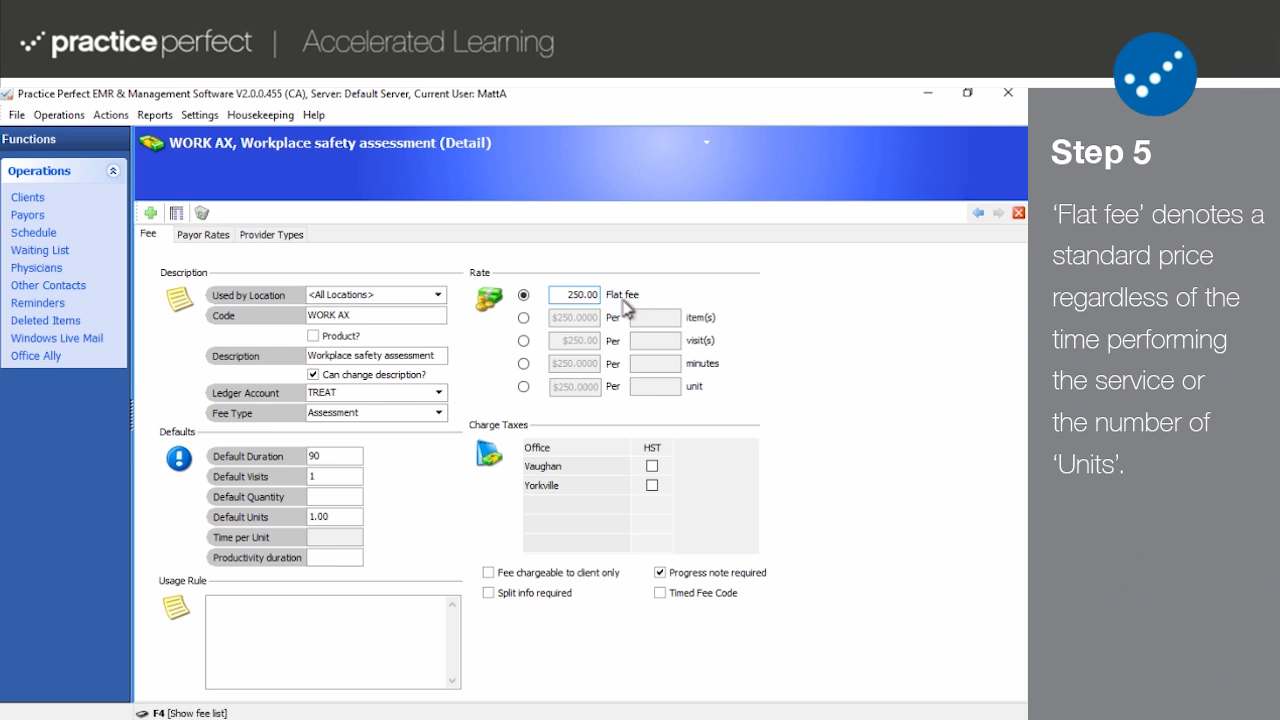 practiceperfect | Accelerated Learning
Practice Perfect EMR & Management Software V2.0.0.455 (CA), Server: Default Server, Current User: MattA
File Operations Actions Reports Settings Housekeeping Help
Functions
Operations
Clients
Payors
Schedule
Waiting List
Physicians
Other Contacts
Reminders
Deleted Items
Windows Live Mail
Office Ally
WORK AX, Workplace safety assessment (Detail)
Fee Payor Rates Provider Types
Description
Used by Location <All Locations>
Code WORK AX
Product?
Description Workplace safety assessment
Can change description?
Ledger Account TREAT
Fee Type Assessment
Defaults
Default Duration 90
Default Visits 1
Default Quantity
Default Units 1.00
Time per Unit
Productivity duration
Usage Rule
Rate
250.00 Flat fee
$250.0000 Per item(s)
$250.00 Per visit(s)
$250.0000 Per minutes
$250.0000 Per unit
Charge Taxes
Office HST
Vaughan
Yorkville
Fee chargeable to client only Progress note required
Split info required Timed Fee Code
F4 [Show fee list]
Step 5
‘Flat fee’ denotes a
standard price
regardless of the
time performing
the service or
the number of
‘Units’.